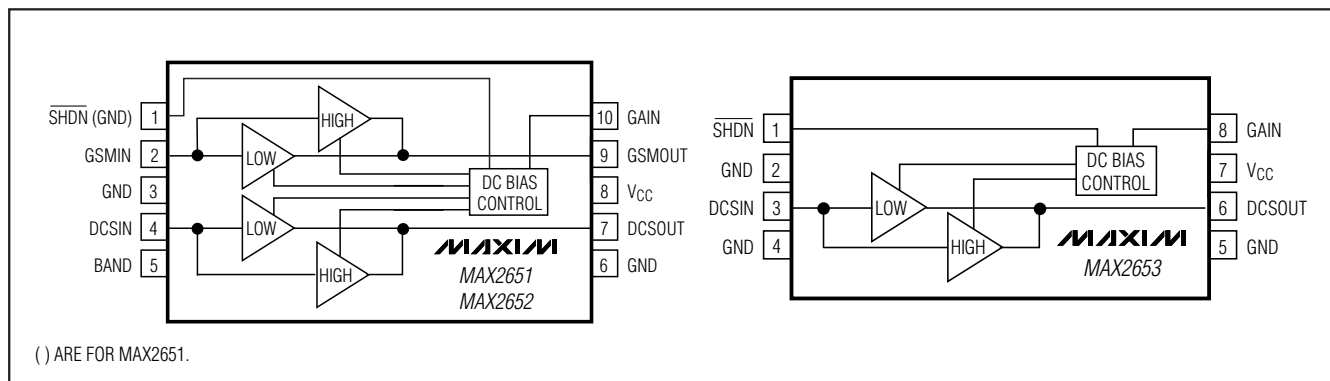 SHDN (GND) 1
GSMIN 2
GND 3
DCSIN 4
BAND 5
HIGH
LOW
LOW
HIGH
DC BIAS
CONTROL
MAXIM
MAX2651
MAX2652
10 GAIN
9 GSMOUT
8 VCC
7 DCSOUT
6 GND
( ) ARE FOR MAX2651.
SHDN 1
GND 2
DCSIN 3
GND 4
LOW
HIGH
DC BIAS
CONTROL
MAXIM
MAX2653
8 GAIN
7 VCC
6 DCSOUT
5 GND